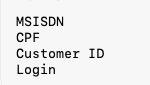 MSISDN
CPF
Customer ID
Login